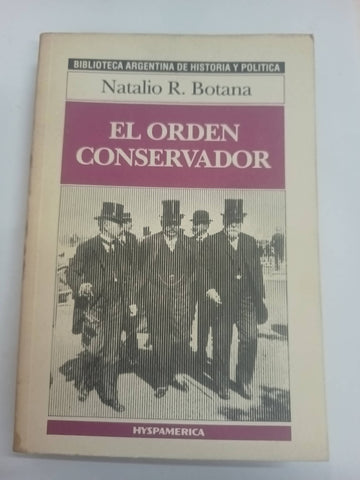 BIBLIOTECA ARGENTINA DE HISTORIA Y POLITICA
Natalio R. Botana
EL ORDEN
CONSERVADOR
HYSPAMERICA